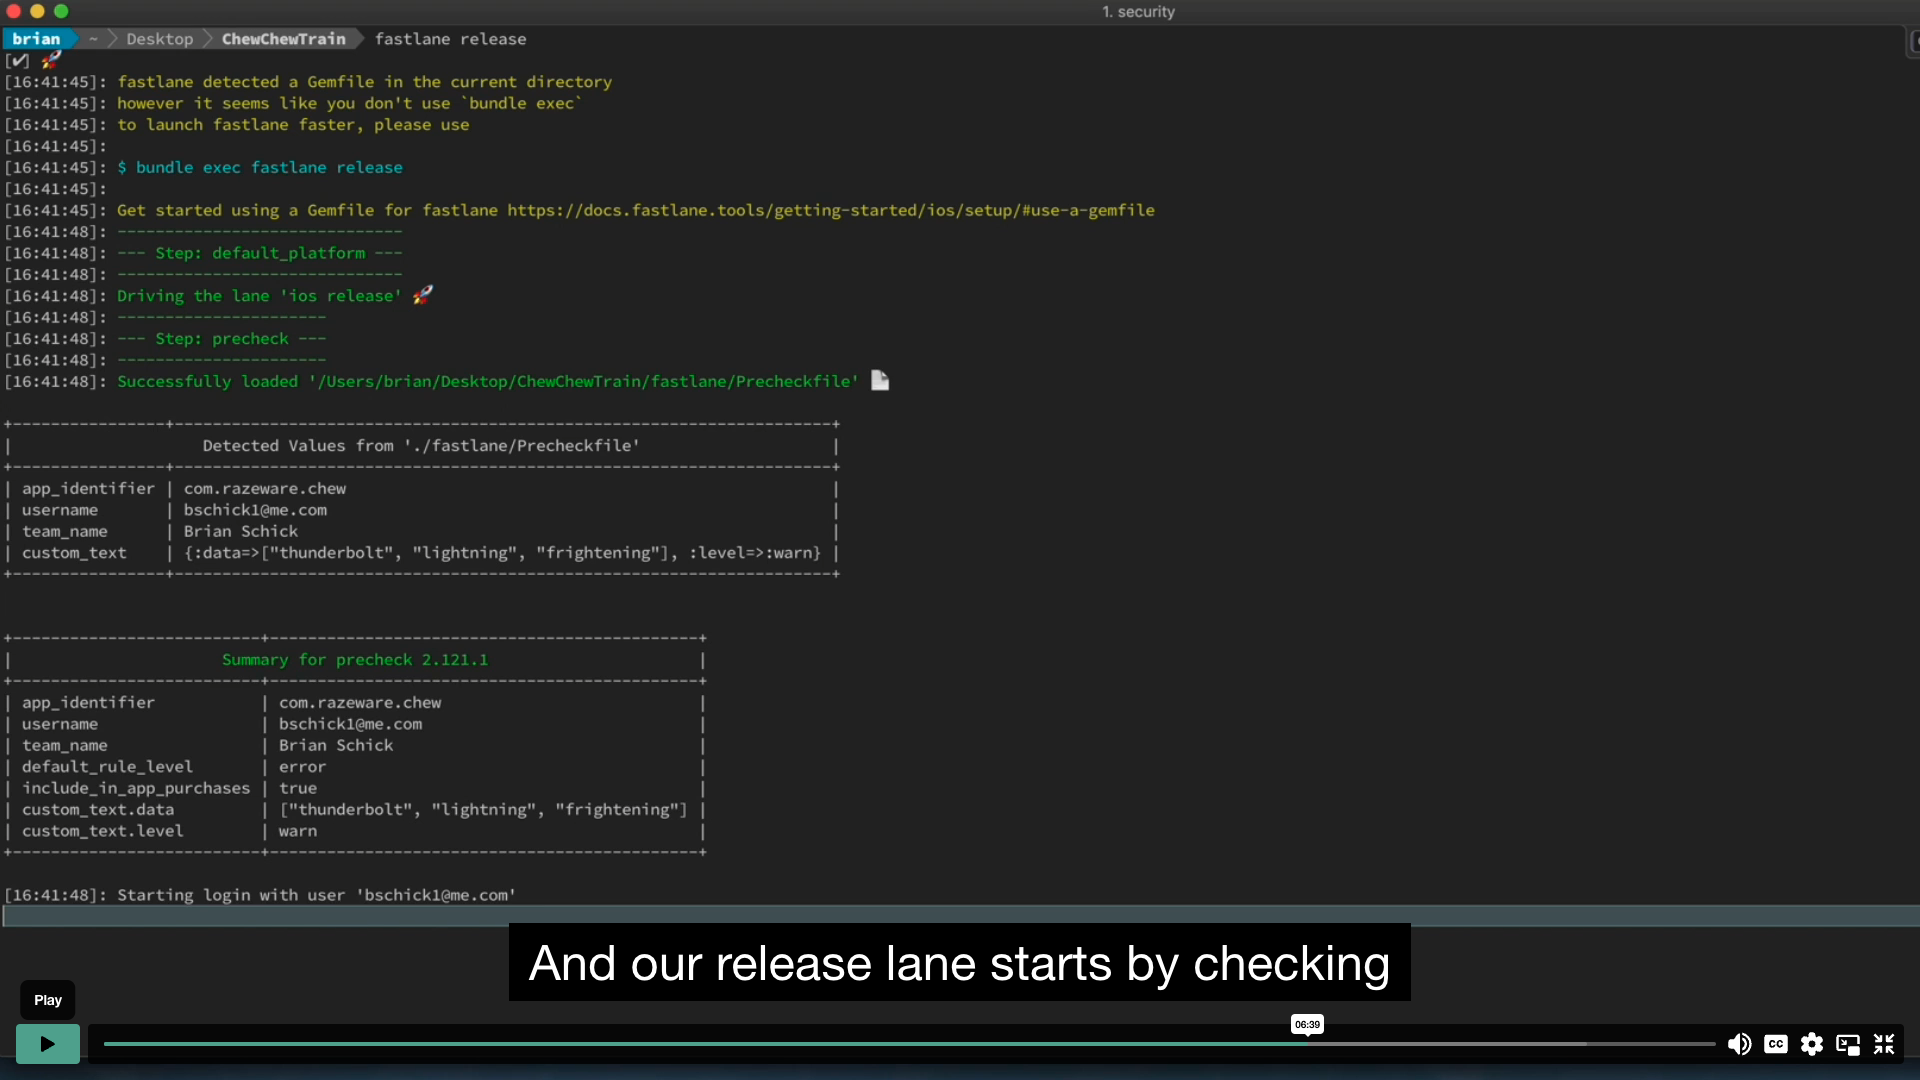 1. security
brian ~ Desktop ChewChewTrain fastlane release
[✔] 🚀
[16:41:45]: fastlane detected a Gemfile in the current directory
[16:41:45]: however it seems like you don't use `bundle exec`
[16:41:45]: to launch fastlane faster, please use
[16:41:45]:
[16:41:45]: $ bundle exec fastlane release
[16:41:45]:
[16:41:45]: Get started using a Gemfile for fastlane https://docs.fastlane.tools/getting-started/ios/setup/#use-a-gemfile
[16:41:48]: ------------------------------
[16:41:48]: --- Step: default_platform ---
[16:41:48]: ------------------------------
[16:41:48]: Driving the lane 'ios release' 🚀
[16:41:48]: ----------------------
[16:41:48]: --- Step: precheck ---
[16:41:48]: ----------------------
[16:41:48]: Successfully loaded '/Users/brian/Desktop/ChewChewTrain/fastlane/Precheckfile' 📄
+----------------+---------------------------------------------------------------------+
| Detected Values from './fastlane/Precheckfile' |
+----------------+---------------------------------------------------------------------+
| app_identifier | com.razeware.chew |
| username | bschick1@me.com |
| team_name | Brian Schick |
| custom_text | {:data=>["thunderbolt", "lightning", "frightening"], :level=>:warn} |
+----------------+---------------------------------------------------------------------+
+--------------------------+----------------------------------------------+
| Summary for precheck 2.121.1 |
+--------------------------+----------------------------------------------+
| app_identifier | com.razeware.chew |
| username | bschick1@me.com |
| team_name | Brian Schick |
| default_rule_level | error |
| include_in_app_purchases | true |
| custom_text.data | ["thunderbolt", "lightning", "frightening"] |
| custom_text.level | warn |
+--------------------------+----------------------------------------------+
[16:41:48]: Starting login with user 'bschick1@me.com'
And our release lane starts by checking
Play
06:39
CC